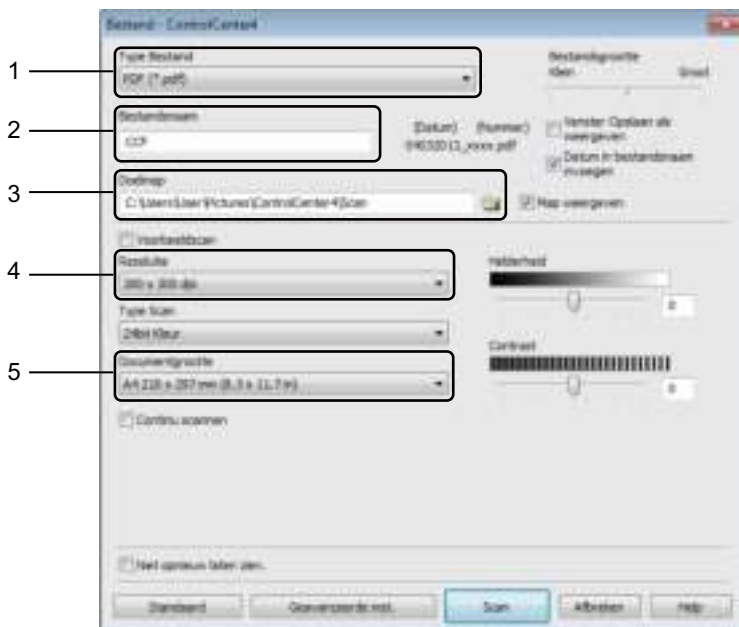 Bestand - ControlCenter4
1
Type Bestand
PDF (*.pdf)
Bestandsgrootte
Klein Groot
2
Bestandsnaam
CCF
(Datum) (Nummer)
_xxxx.pdf
Venster Opslaan als
weergeven
Datum in bestandsnaam
invoegen
3
Doelmap
C:\Users\User\Pictures\ControlCenter4\Scan
Map weergeven
Voorbeeldscan
4
Resolutie
300 x 300 dpi
Helderheid
0
Type Scan
24bit Kleur
5
Documentgrootte
A4 210 x 297 mm (8.3 x 11.7 in)
Contrast
0
Continu scannen
Niet opnieuw laten zien.
Standaard Geavanceerde inst. Scan Afbreken Help